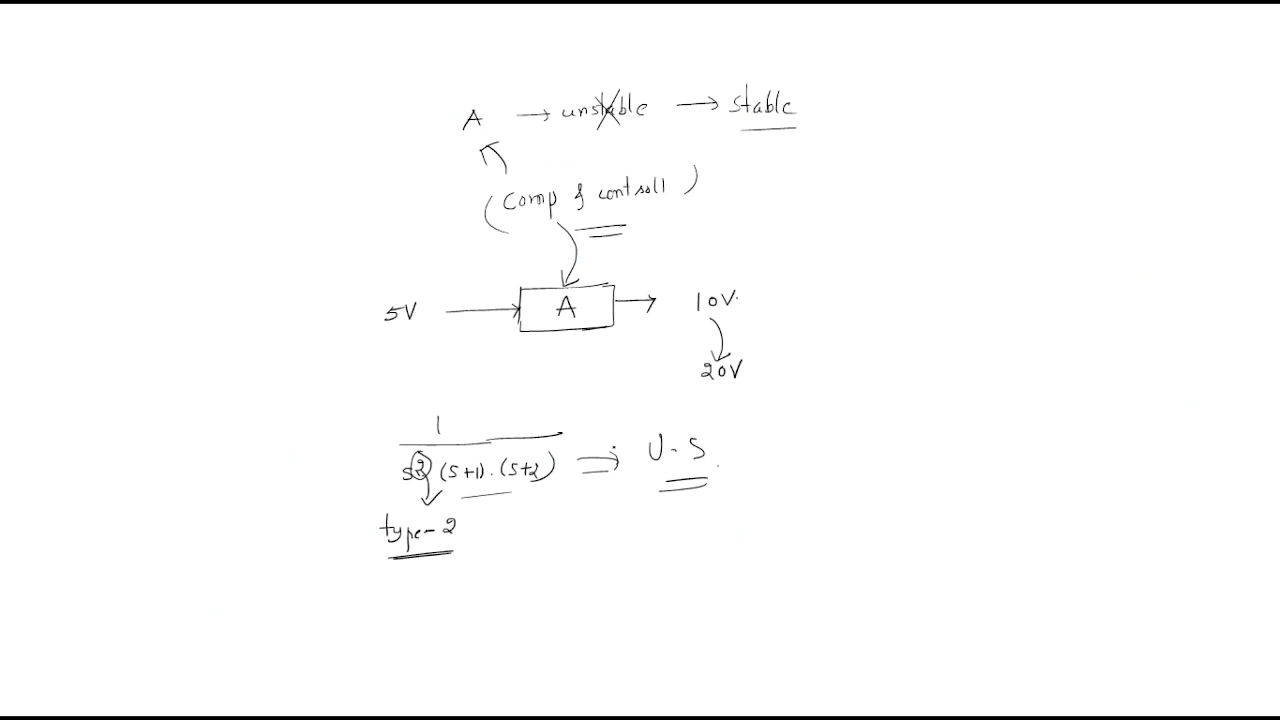 A → unstable → stable
(comp & controll)
5V → A → 10V
20V
1
s² (s+1).(s+2) ⇒ U.S.
type-2